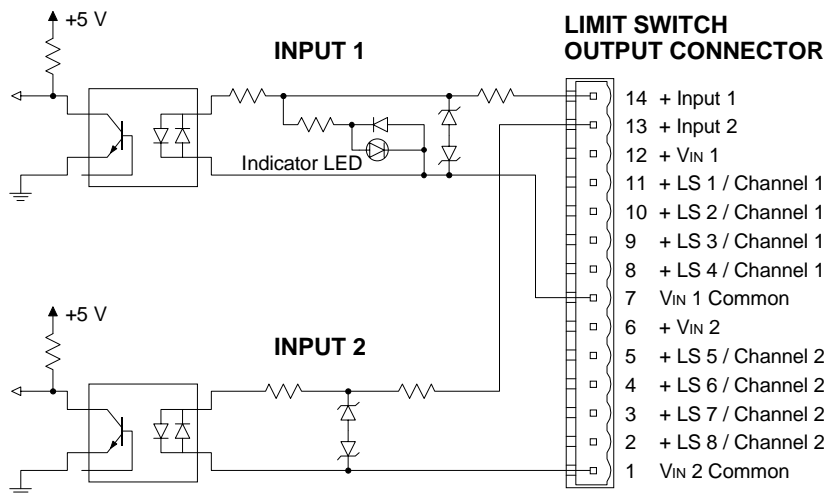 +5 V
INPUT 1
Indicator LED
+5 V
INPUT 2
LIMIT SWITCH
OUTPUT CONNECTOR
14 + Input 1
13 + Input 2
12 + VIN 1
11 + LS 1 / Channel 1
10 + LS 2 / Channel 1
9 + LS 3 / Channel 1
8 + LS 4 / Channel 1
7 VIN 1 Common
6 + VIN 2
5 + LS 5 / Channel 2
4 + LS 6 / Channel 2
3 + LS 7 / Channel 2
2 + LS 8 / Channel 2
1 VIN 2 Common